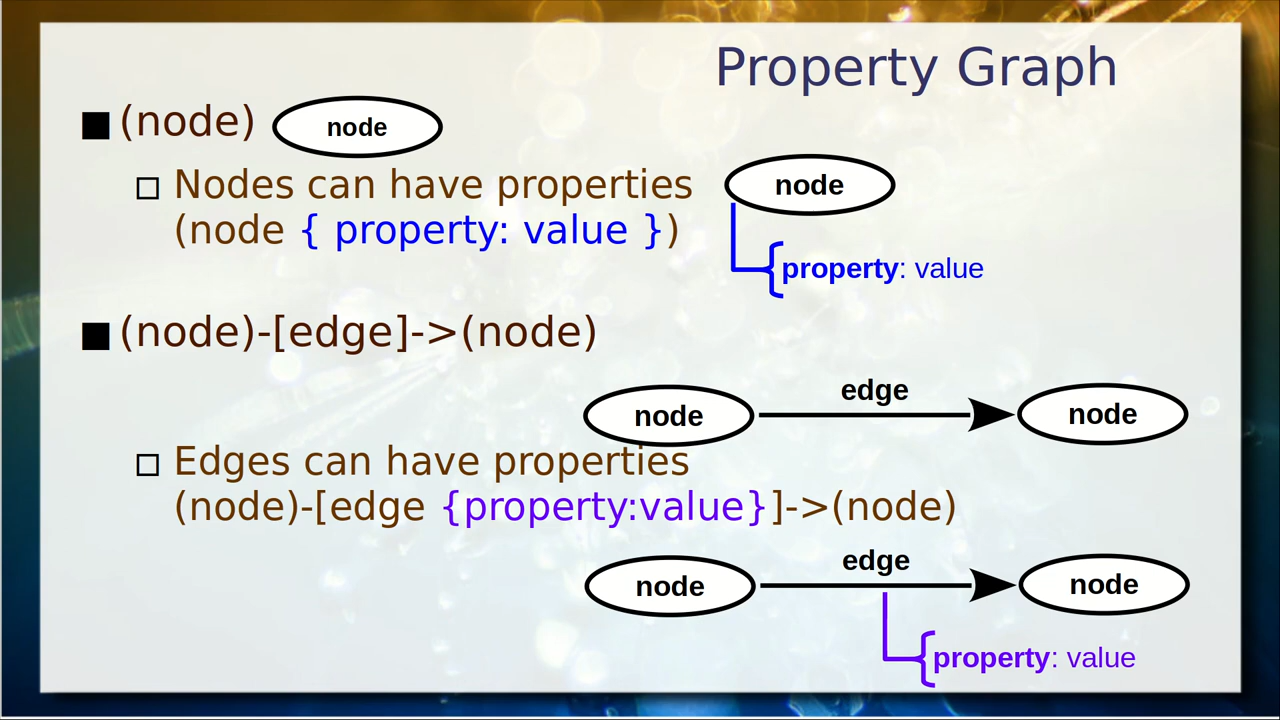 Property Graph
(node)
node
Nodes can have properties
(node { property: value })
node
property: value
(node)-[edge]->(node)
edge
node
node
Edges can have properties
(node)-[edge {property:value}]->(node)
edge
node
node
property: value